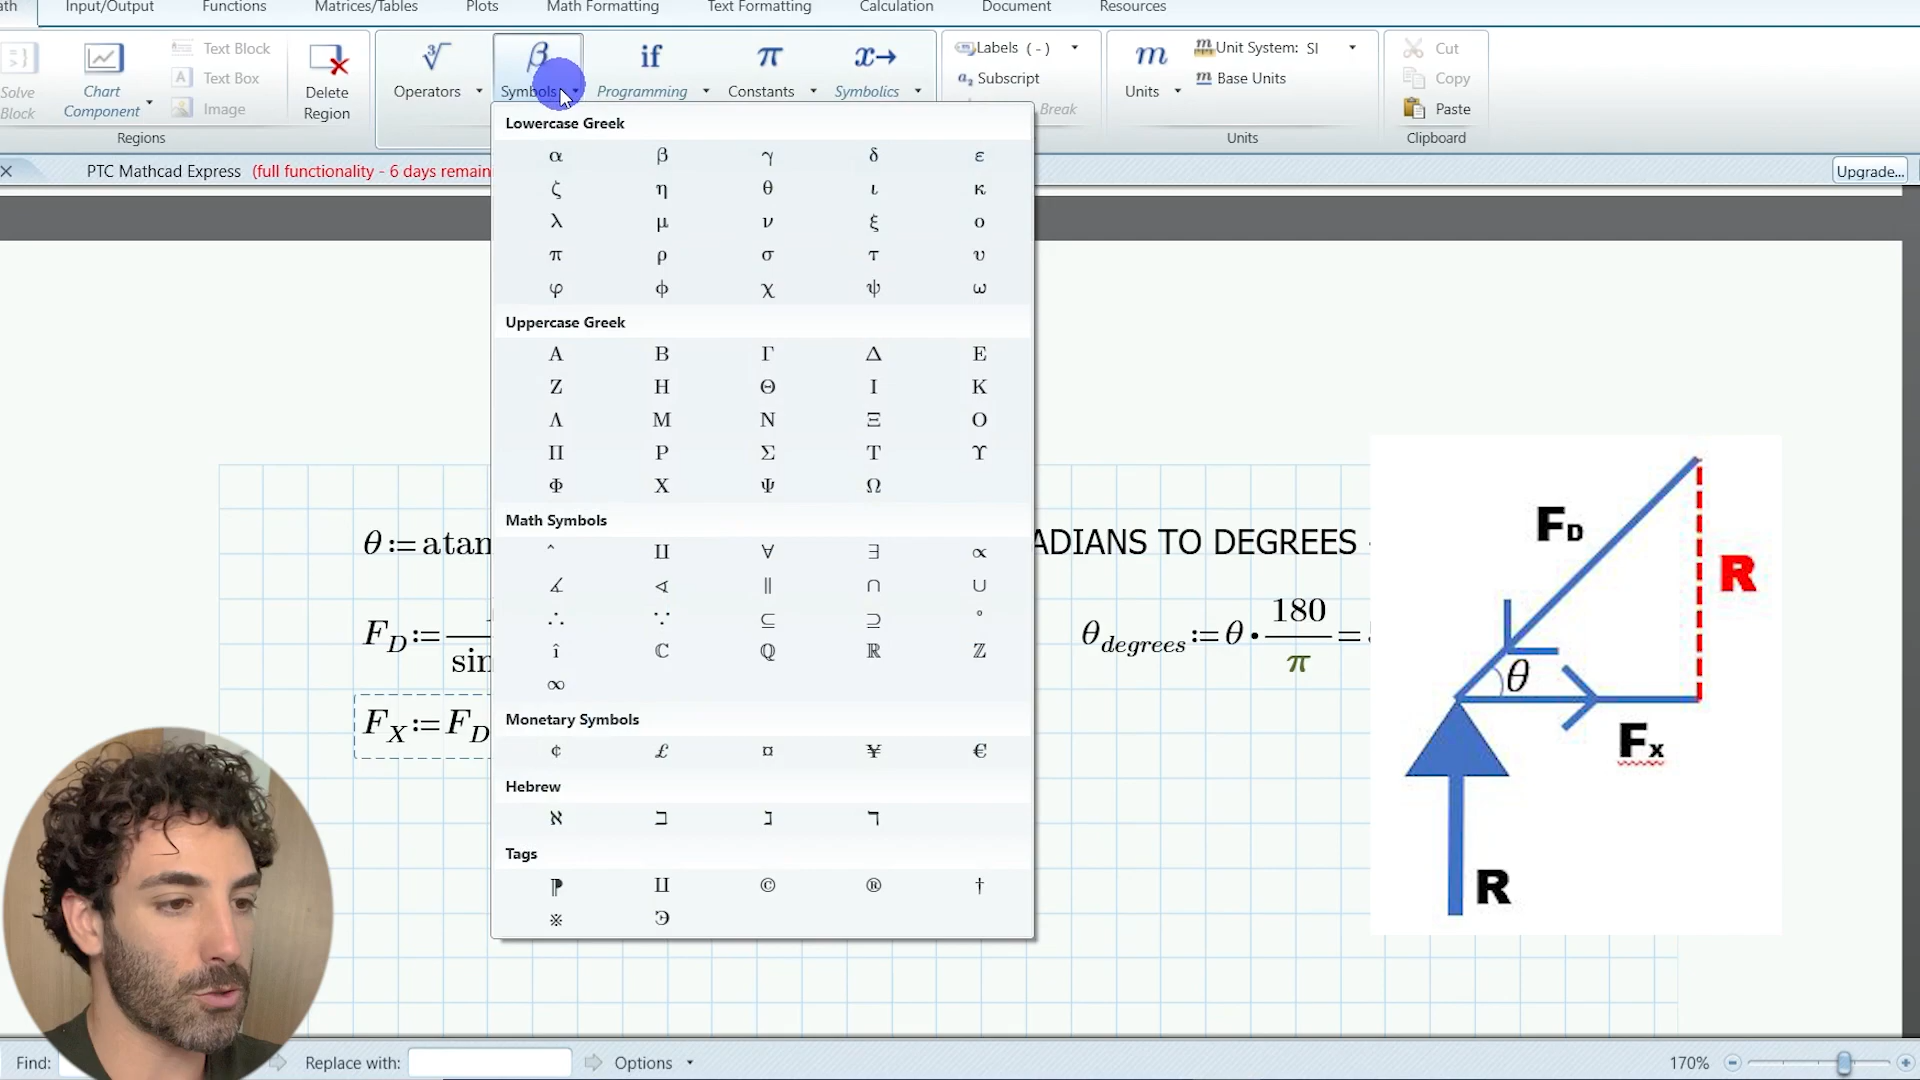 ath Input/Output Functions Matrices/Tables Plots Math Formatting Text Formatting Calculation Document Resources
Solve Block
Chart Component
Text Block
Text Box
Image
Delete Region
Regions
∛ Operators
β Symbols
if Programming
π Constants
x→ Symbolics
Labels ( - )
a₂ Subscript
Break
m Units
m Unit System: SI
m Base Units
Units
Cut
Copy
Paste
Clipboard
PTC Mathcad Express (full functionality - 6 days remain
Upgrade...
Lowercase Greek
α β γ δ ε
ζ η θ ι κ
λ μ ν ξ ο
π ρ σ τ υ
φ ϕ χ ψ ω
Uppercase Greek
Α Β Γ Δ Ε
Ζ Η Θ Ι Κ
Λ Μ Ν Ξ Ο
Π Ρ Σ Τ ϒ
Φ Χ Ψ Ω
Math Symbols
ˆ ∐ ∀ ∃ ∝
∡ ∢ ∥ ∩ ∪
∴ ∵ ⊆ ⊇ °
î ℂ ℚ ℝ ℤ
∞
Monetary Symbols
¢ £ ¤ ¥ €
Hebrew
ℵ ℶ ℷ ℸ
Tags
⁋ ∐ © ® †
※ Э
θ:=atan
ADIANS TO DEGREES
F_D:=
sin
θ_degrees:=θ·180/π=
F_X:=F_D
F_D
R
θ
F_x
R
Find:
Replace with:
Options
170%